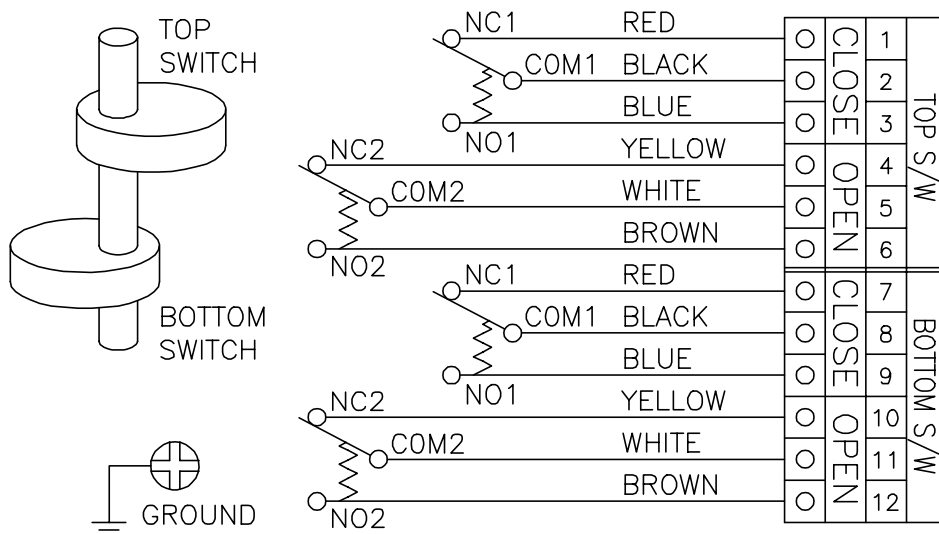 TOP
SWITCH
BOTTOM
SWITCH
GROUND
NC1 RED 1
COM1 BLACK 2
NO1 BLUE 3
CLOSE
NC2 YELLOW 4
COM2 WHITE 5
NO2 BROWN 6
OPEN
TOP S/W
NC1 RED 7
COM1 BLACK 8
NO1 BLUE 9
CLOSE
NC2 YELLOW 10
COM2 WHITE 11
NO2 BROWN 12
OPEN
BOTTOM S/W